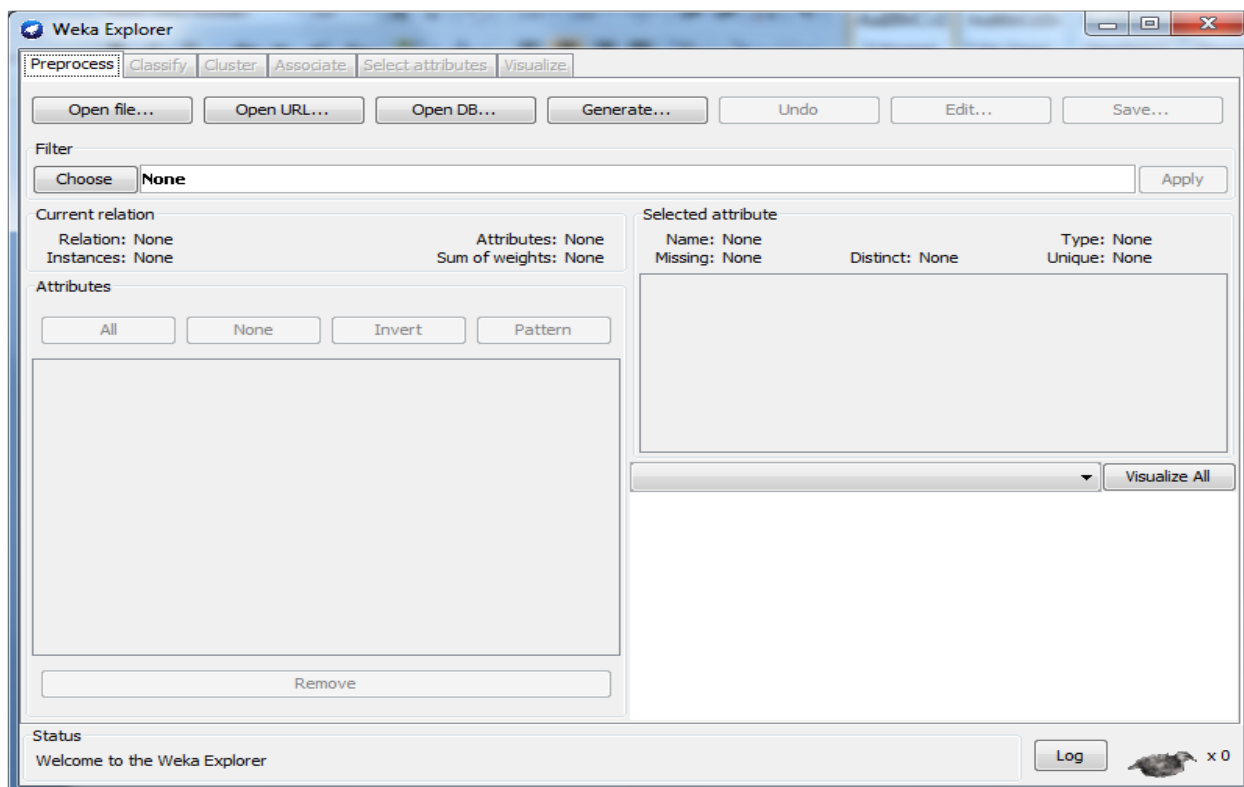 Weka Explorer
Preprocess Classify Cluster Associate Select attributes Visualize
Open file... Open URL... Open DB... Generate... Undo Edit... Save...
Filter
Choose None Apply
Current relation
Relation: None Attributes: None
Instances: None Sum of weights: None
Selected attribute
Name: None Type: None
Missing: None Distinct: None Unique: None
Attributes
All None Invert Pattern
Remove
Visualize All
Status
Welcome to the Weka Explorer
Log x 0